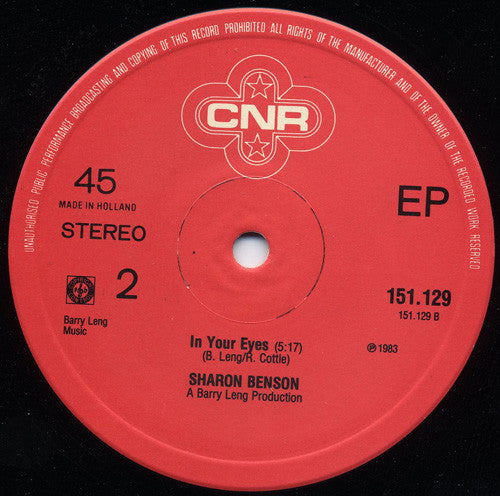 UNAUTHORISED PUBLIC PERFORMANCE BROADCASTING AND COPYING OF THIS RECORD PROHIBITED·ALL RIGHTS OF THE MANUFACTURER AND OF THE OWNER OF THE RECORDED WORK RESERVED
CNR
45
MADE IN HOLLAND
STEREO
2
EP
Barry Leng
Music
151.129
151.129 B
In Your Eyes (5:17)
(B. Leng/R. Cottle)
℗ 1983
SHARON BENSON
A Barry Leng Production